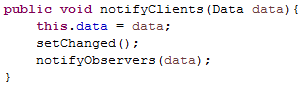 public void notifyClients(Data data){
    this.data = data;
    setChanged();
    notifyObservers(data);
}